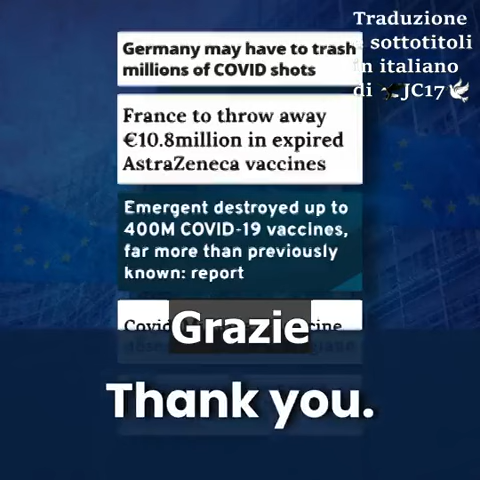 Traduzione
sottotitoli
in italiano
di JC17
Germany may have to trash
millions of COVID shots
France to throw away
€10.8million in expired
AstraZeneca vaccines
Emergent destroyed up to
400M COVID-19 vaccines,
far more than previously
known: report
Grazie
Thank you.